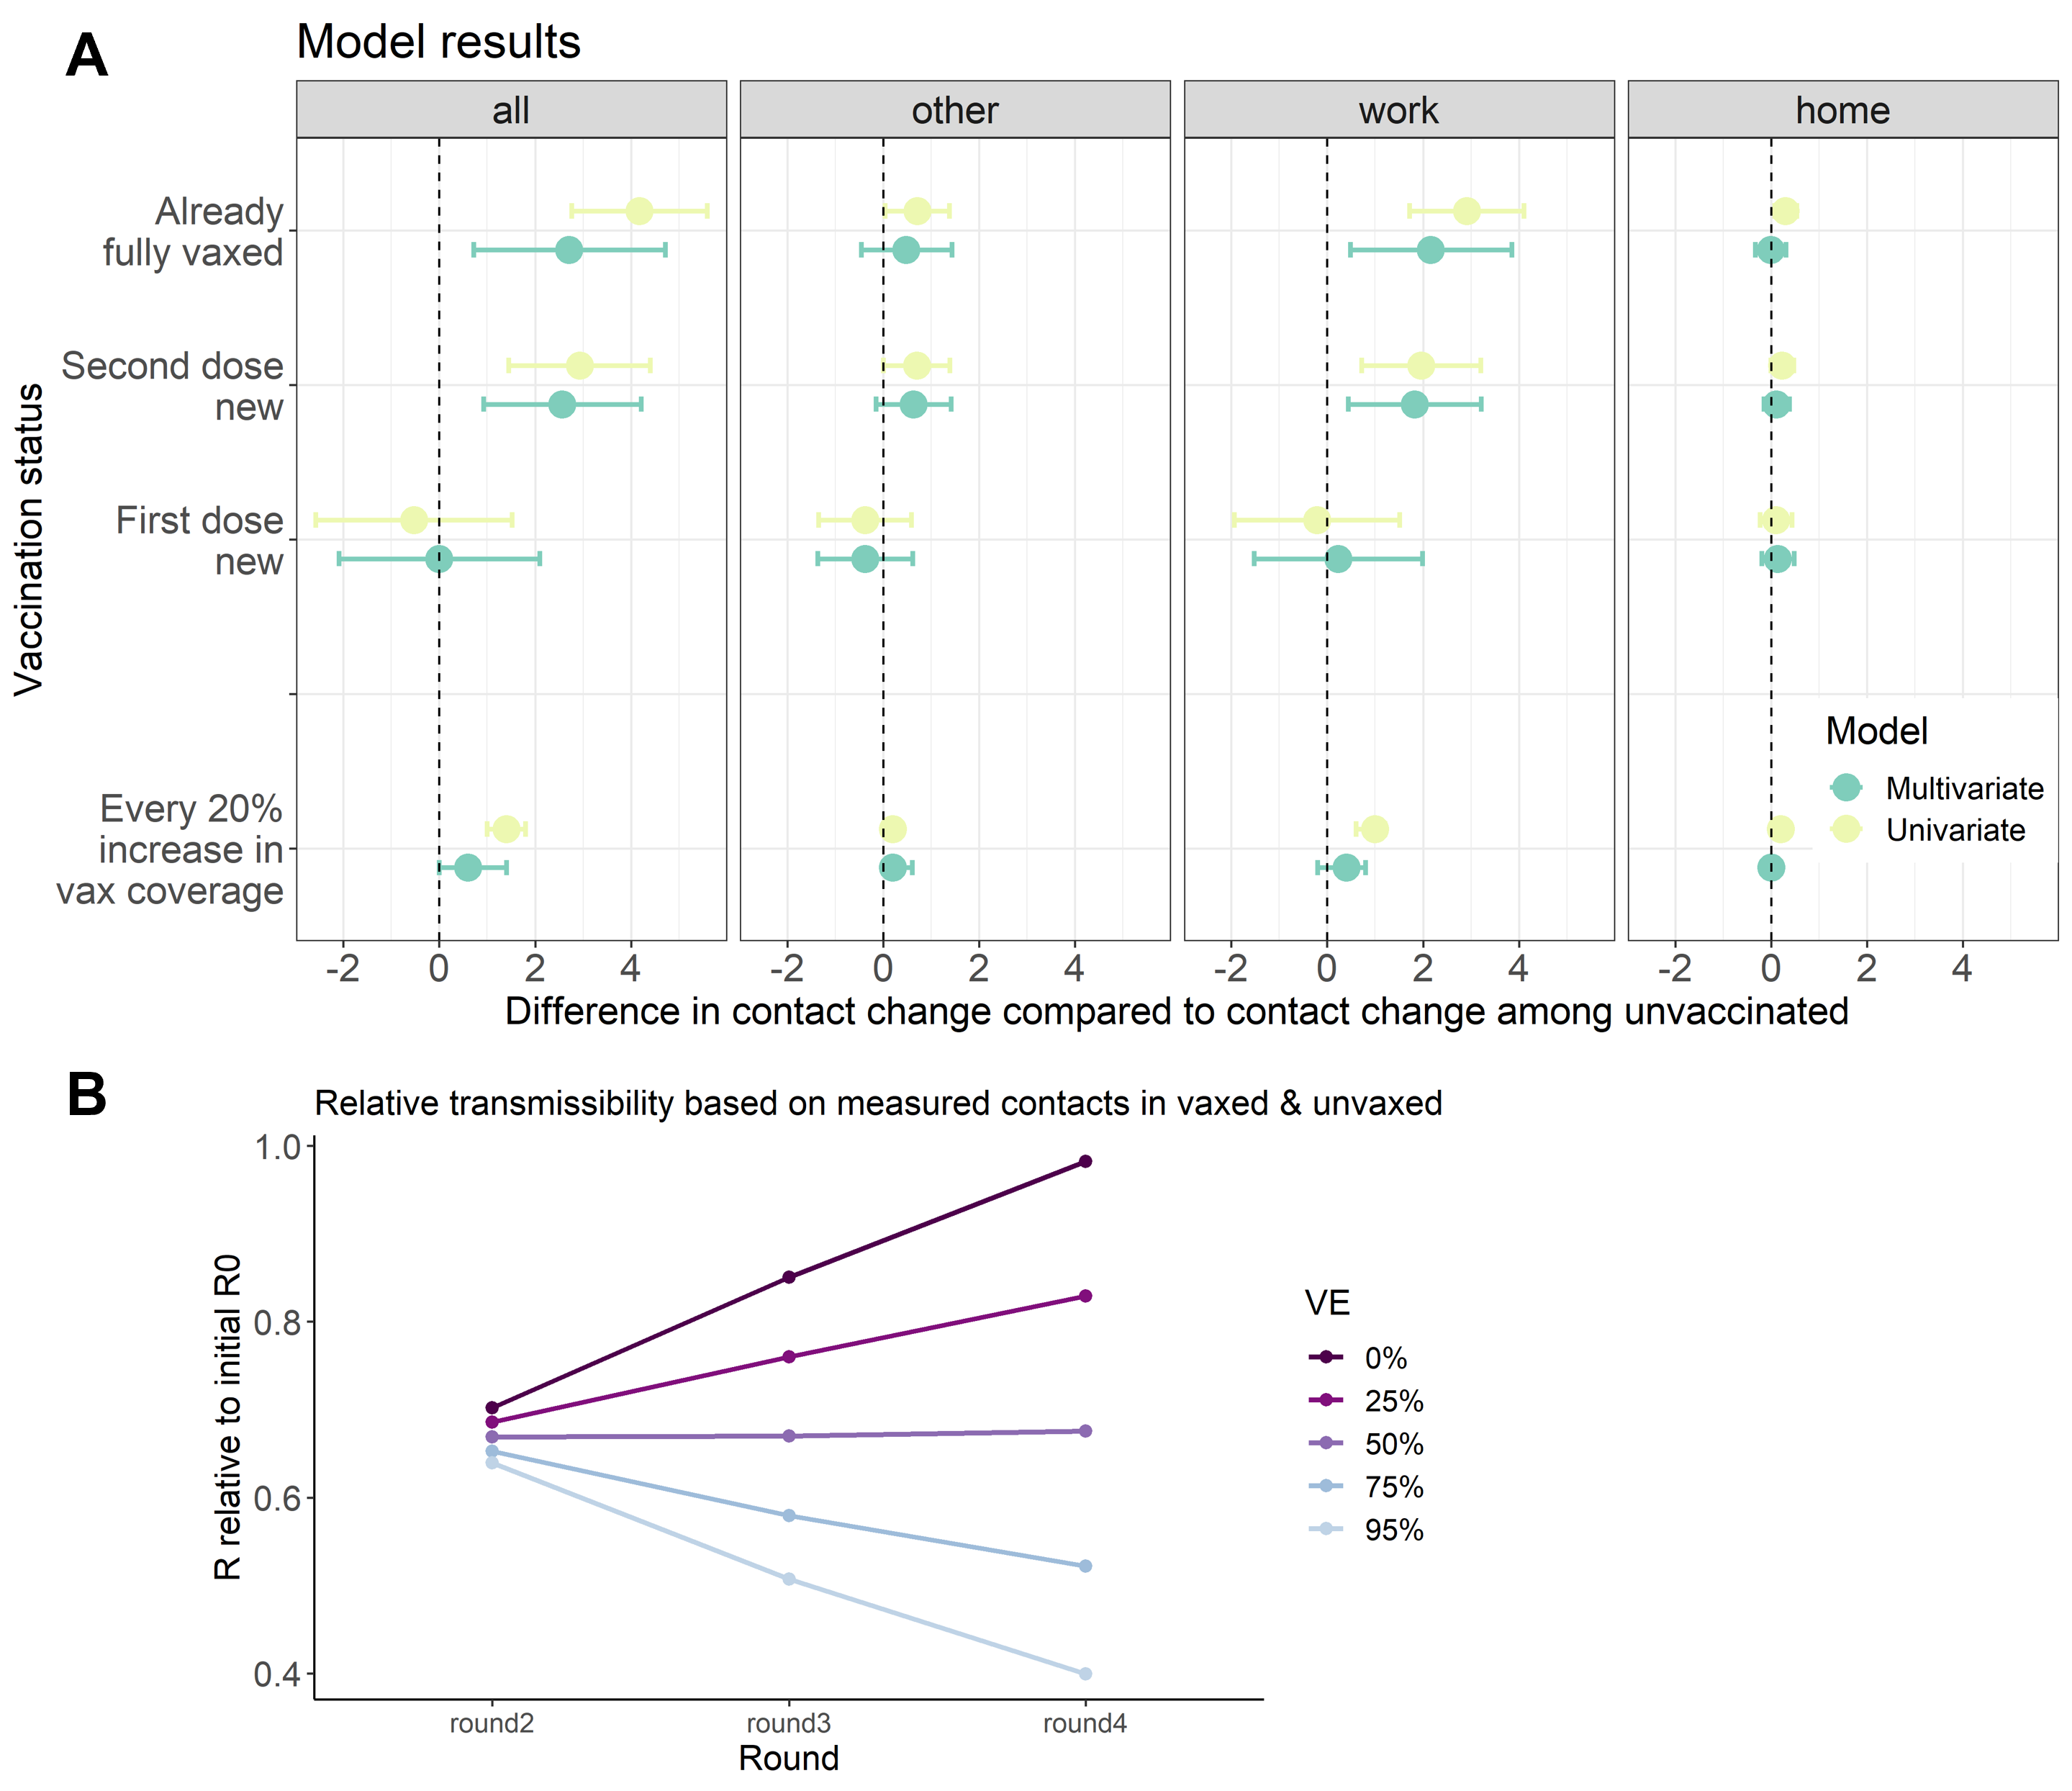 A
Model results
all
other
work
home
Vaccination status
Already
fully vaxed
Second dose
new
First dose
new
Every 20%
increase in
vax coverage
Model
Multivariate
Univariate
-2 0 2 4
-2 0 2 4
-2 0 2 4
-2 0 2 4
Difference in contact change compared to contact change among unvaccinated
B
Relative transmissibility based on measured contacts in vaxed & unvaxed
R relative to initial R0
1.0
0.8
0.6
0.4
round2
round3
round4
Round
VE
0%
25%
50%
75%
95%